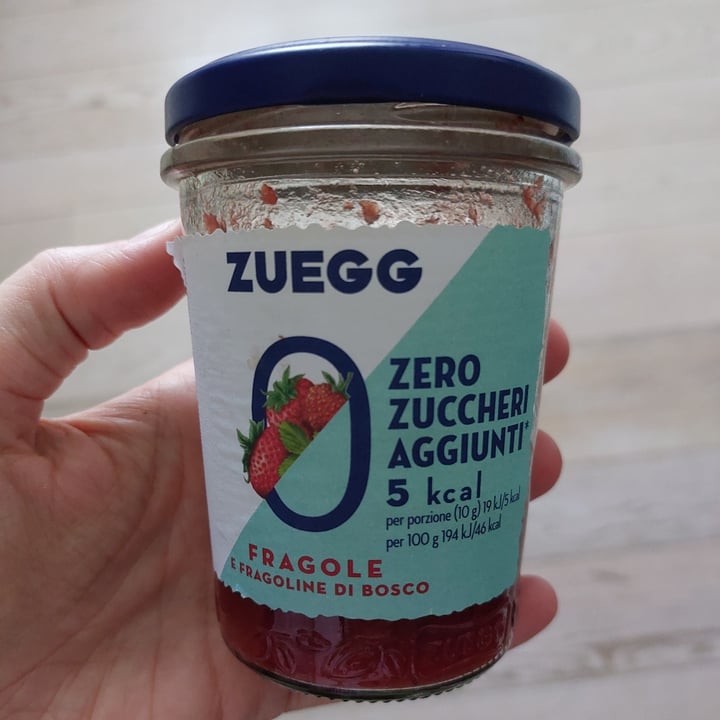 ZUEGG
0
ZERO
ZUCCHERI
AGGIUNTI*
5 kcal
per porzione (10 g) 19 kJ/5 kcal
per 100 g 194 kJ/46 kcal
FRAGOLE
E FRAGOLINE DI BOSCO